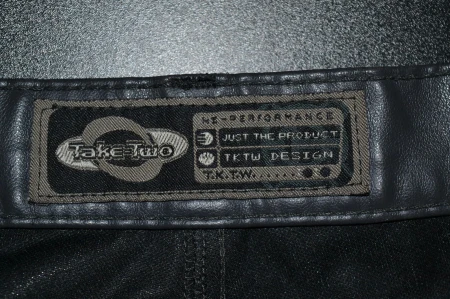 Take Two
HI-PERFORMANCE
JUST THE PRODUCT
TKTW DESIGN
T.K.T.W.